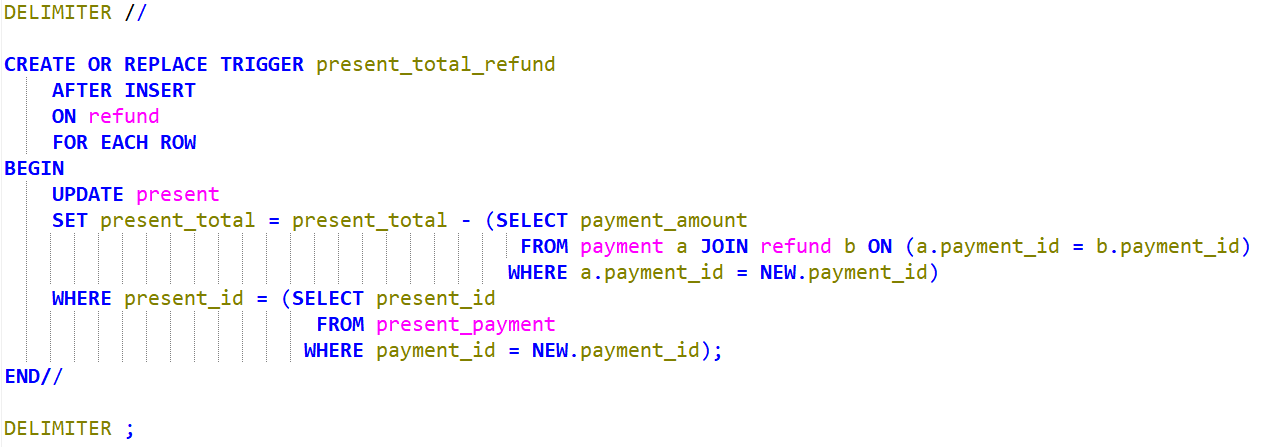 DELIMITER //
CREATE OR REPLACE TRIGGER present_total_refund
AFTER INSERT
ON refund
FOR EACH ROW
BEGIN
UPDATE present
SET present_total = present_total - (SELECT payment_amount
FROM payment a JOIN refund b ON (a.payment_id = b.payment_id)
WHERE a.payment_id = NEW.payment_id)
WHERE present_id = (SELECT present_id
FROM present_payment
WHERE payment_id = NEW.payment_id);
END//
DELIMITER ;